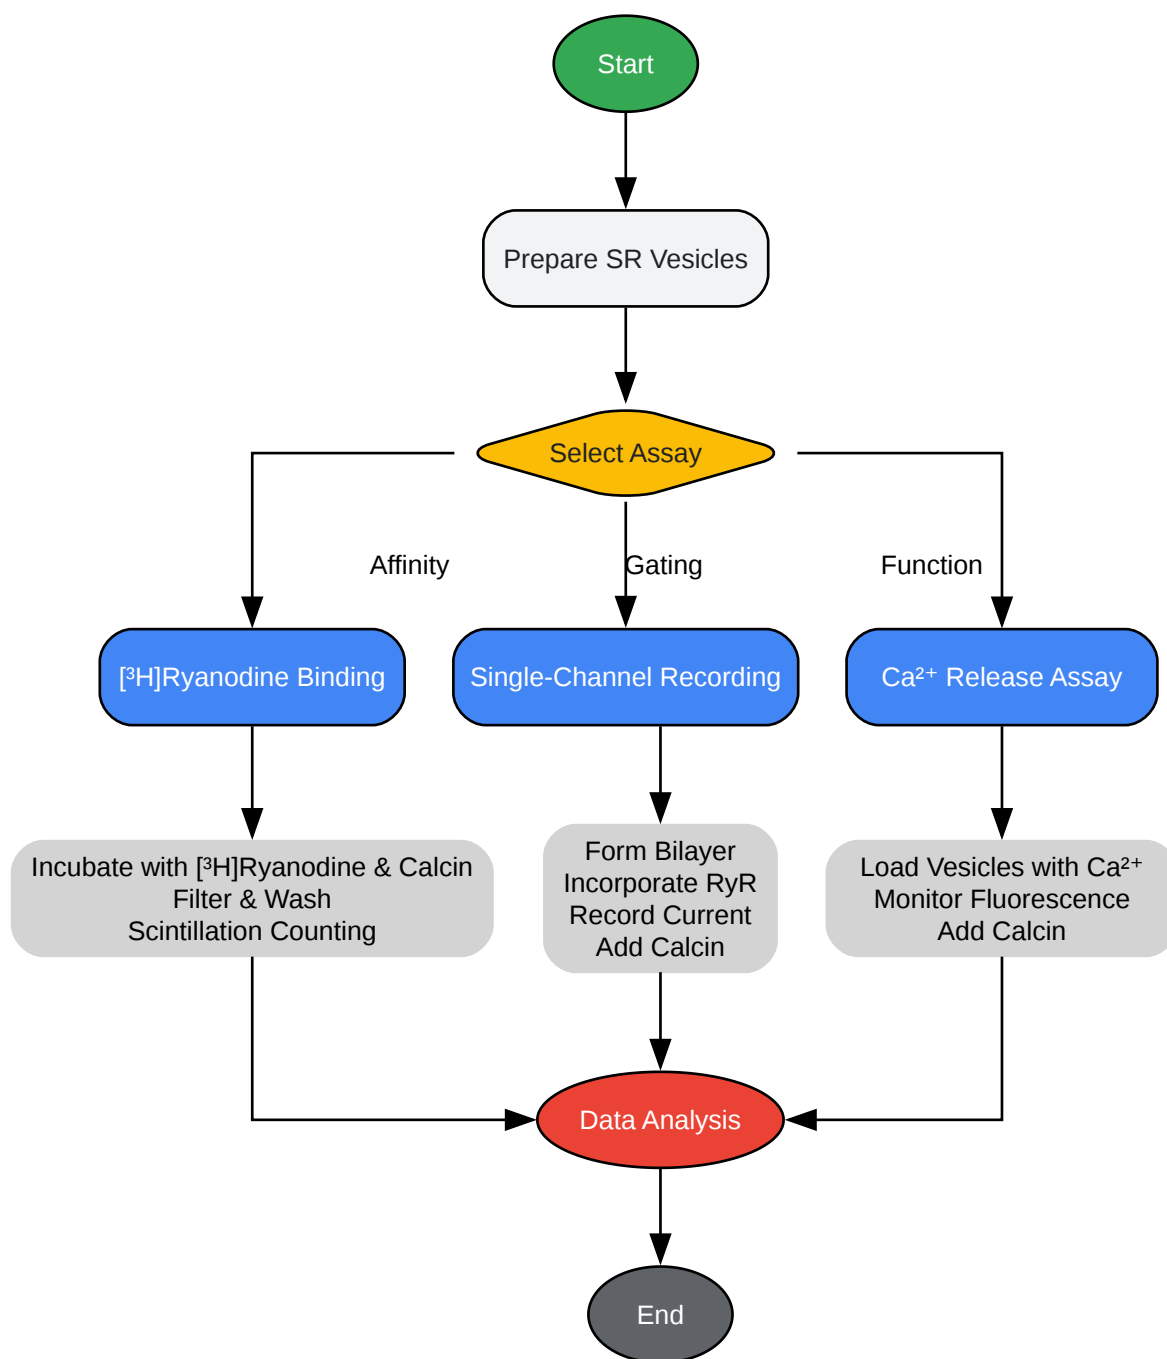 Start
Prepare SR Vesicles
Select Assay
Affinity
Gating
Function
[³H]Ryanodine Binding
Single-Channel Recording
Ca²⁺ Release Assay
Incubate with [³H]Ryanodine & Calcin
Filter & Wash
Scintillation Counting
Form Bilayer
Incorporate RyR
Record Current
Add Calcin
Load Vesicles with Ca²⁺
Monitor Fluorescence
Add Calcin
Data Analysis
End